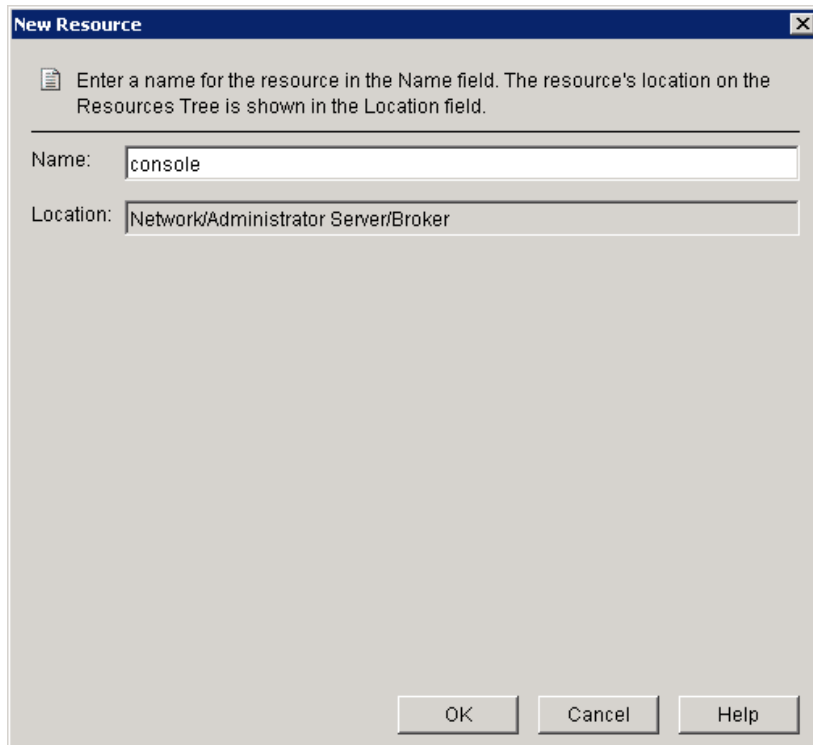 New Resource
Enter a name for the resource in the Name field. The resource's location on the
Resources Tree is shown in the Location field.
Name: console
Location: Network/Administrator Server/Broker
OK Cancel Help